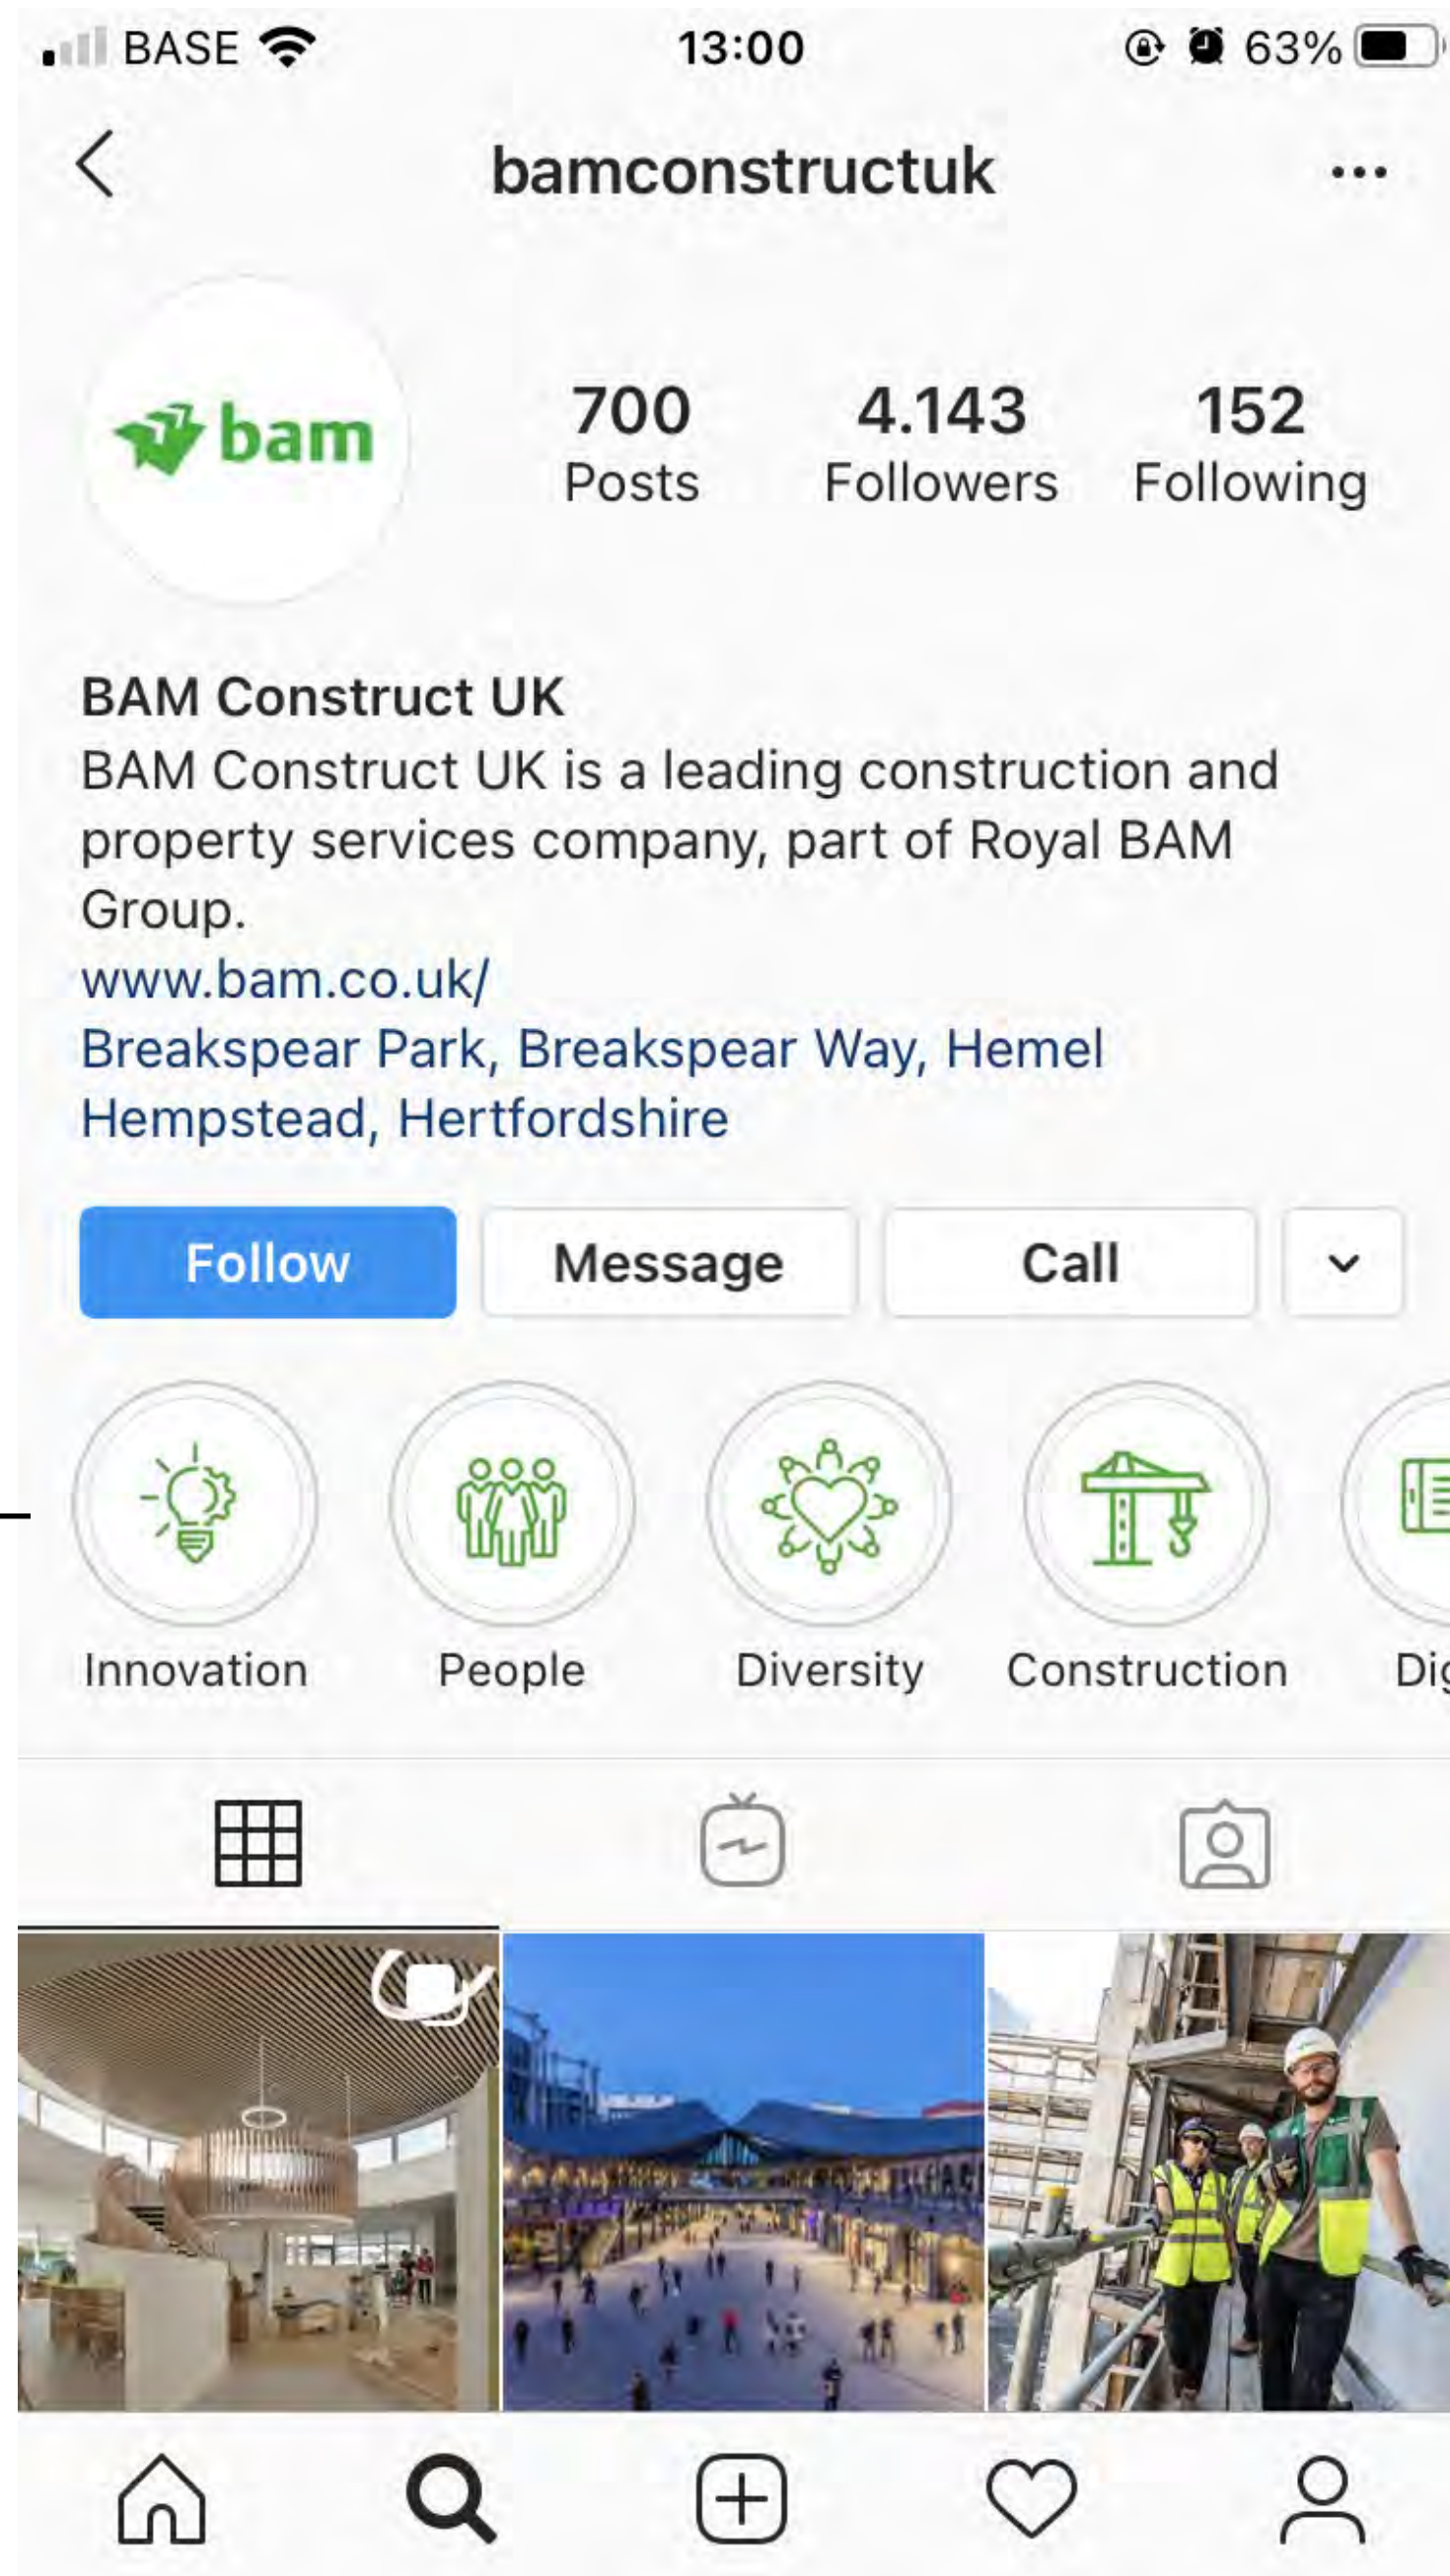 BASE 13:00 63%
bamconstructuk
bam
700 4.143 152
Posts Followers Following
BAM Construct UK
BAM Construct UK is a leading construction and
property services company, part of Royal BAM
Group.
www.bam.co.uk/
Breakspear Park, Breakspear Way, Hemel
Hempstead, Hertfordshire
Follow Message Call
Innovation People Diversity Construction Dig